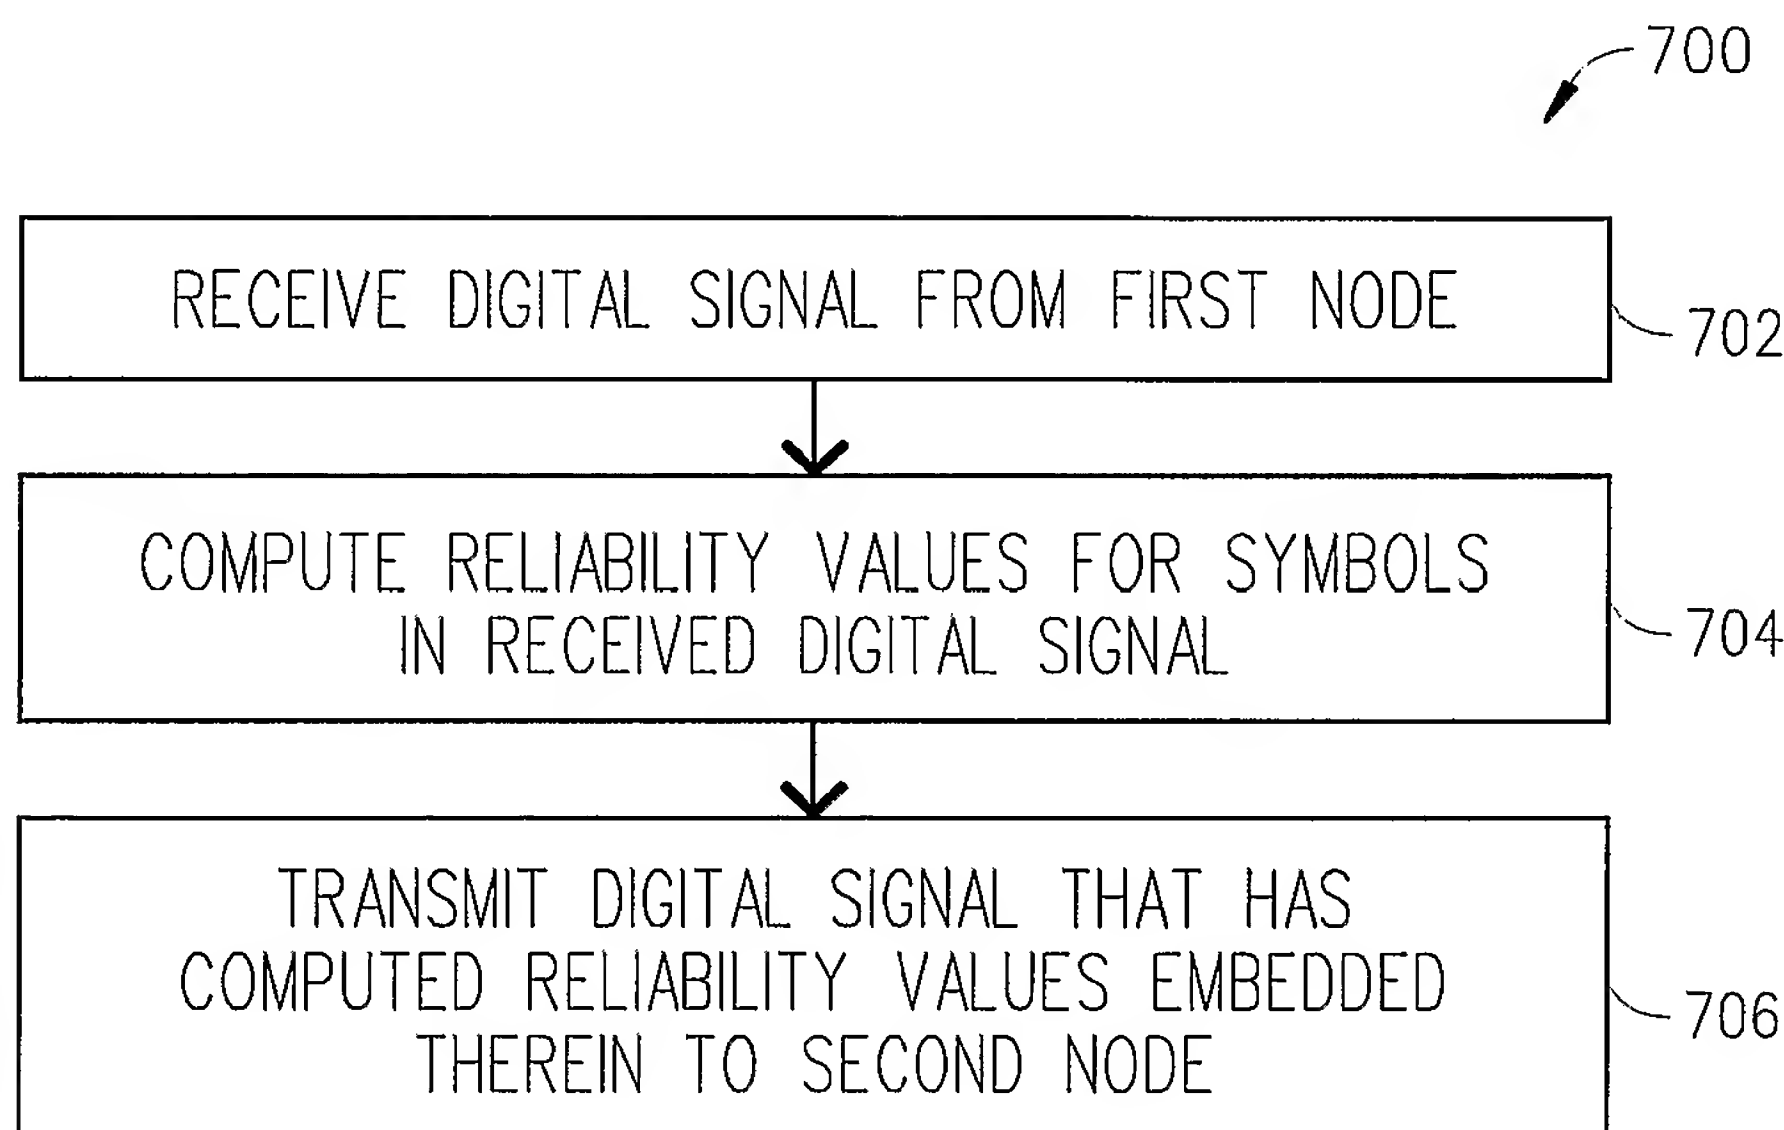 700
RECEIVE DIGITAL SIGNAL FROM FIRST NODE
702
COMPUTE RELIABILITY VALUES FOR SYMBOLS
IN RECEIVED DIGITAL SIGNAL
704
TRANSMIT DIGITAL SIGNAL THAT HAS
COMPUTED RELIABILITY VALUES EMBEDDED
THEREIN TO SECOND NODE
706